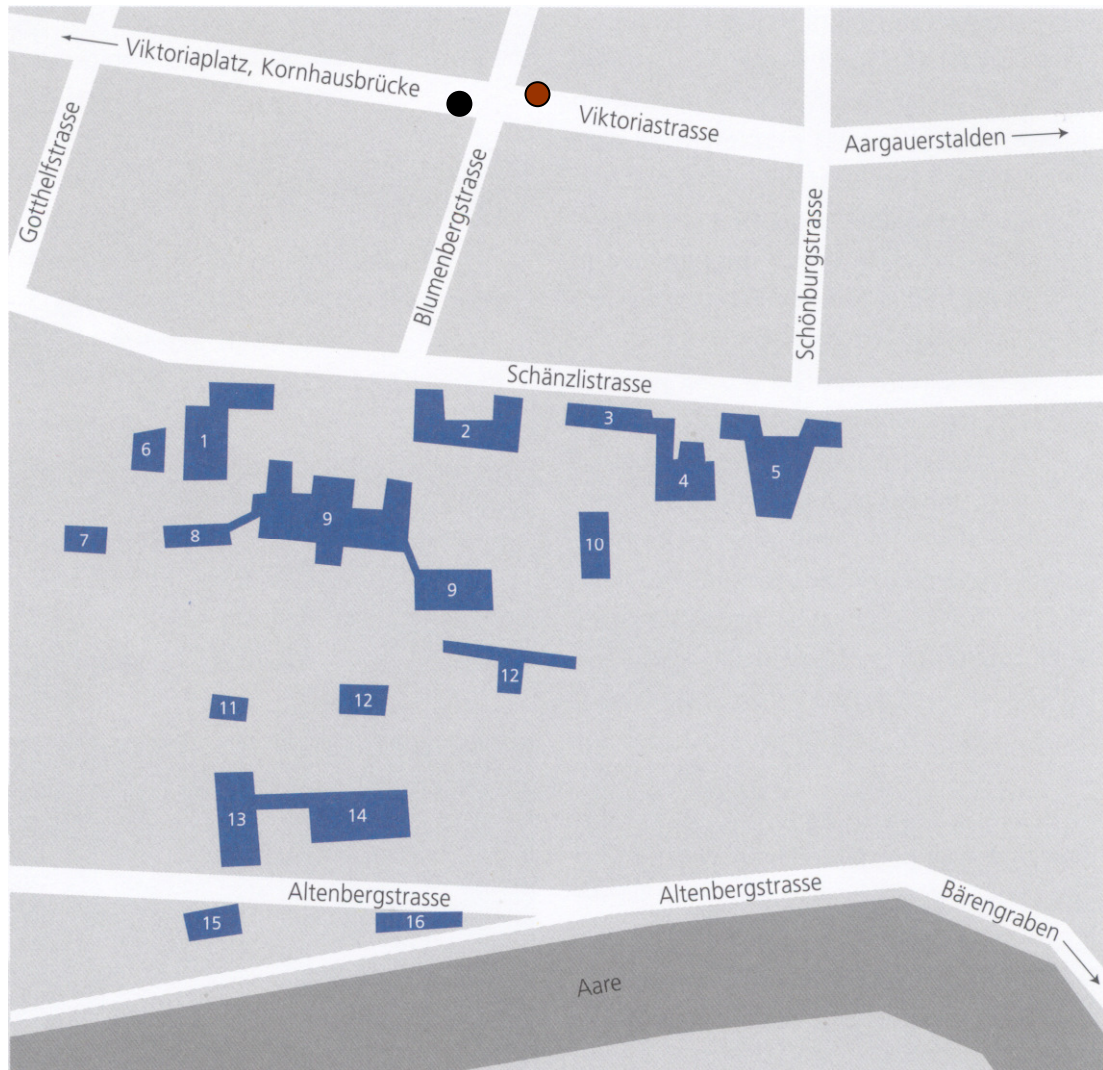 Viktoriaplatz, Kornhausbrücke
Viktoriastrasse
Aargauerstalden
Gotthelfstrasse
Blumenbergstrasse
Schönburgstrasse
Schänzlistrasse
1
2
3
4
5
6
7
8
9
10
9
12
11
12
13
14
Altenbergstrasse
Altenbergstrasse
Bärengraben
15
16
Aare